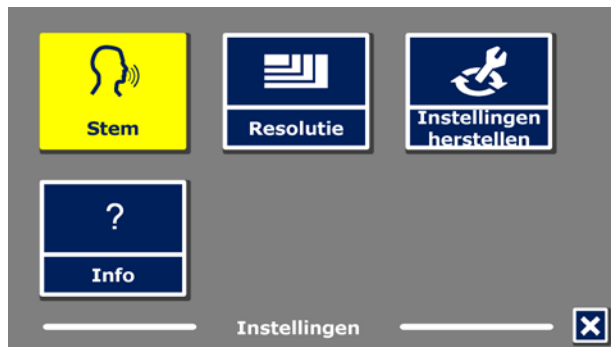 Stem
Resolutie
Instellingen
herstellen
?
Info
Instellingen